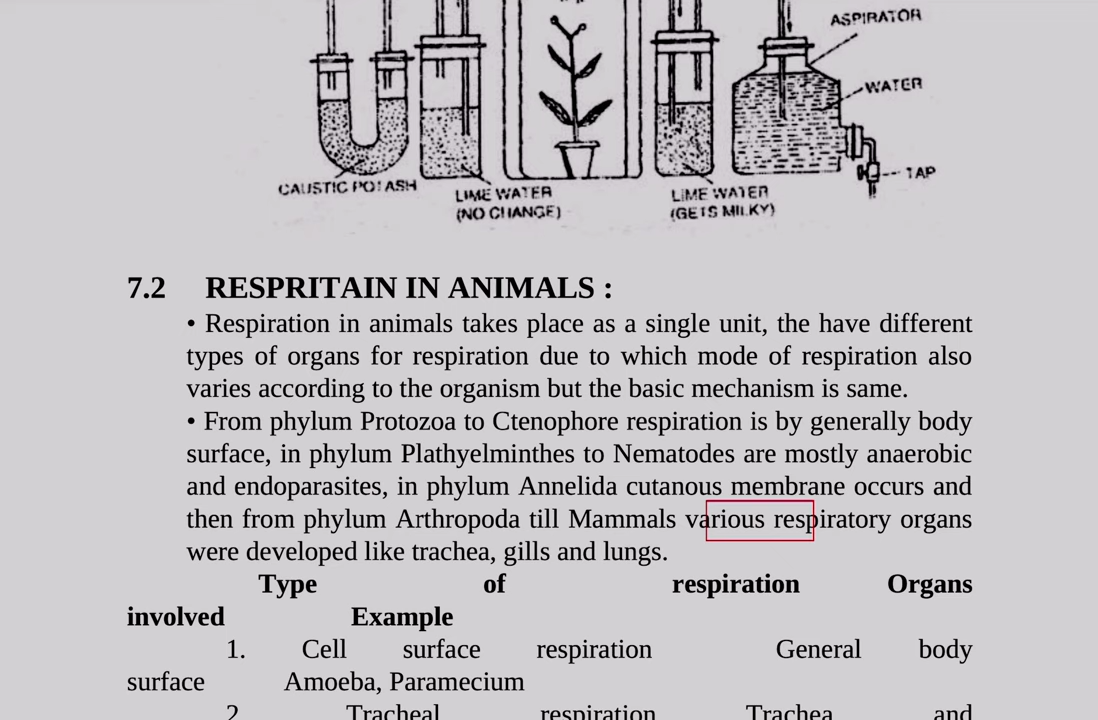 ASPIRATOR
WATER
TAP
CAUSTIC POTASH
LIME WATER
(NO CHANGE)
LIME WATER
(GETS MILKY)
7.2 RESPRITAIN IN ANIMALS :
• Respiration in animals takes place as a single unit, the have different
types of organs for respiration due to which mode of respiration also
varies according to the organism but the basic mechanism is same.
• From phylum Protozoa to Ctenophore respiration is by generally body
surface, in phylum Plathyelminthes to Nematodes are mostly anaerobic
and endoparasites, in phylum Annelida cutanous membrane occurs and
then from phylum Arthropoda till Mammals various respiratory organs
were developed like trachea, gills and lungs.
Type of respiration Organs
involved Example
1. Cell surface respiration General body
surface Amoeba, Paramecium
2 Tracheal respiration Trachea and